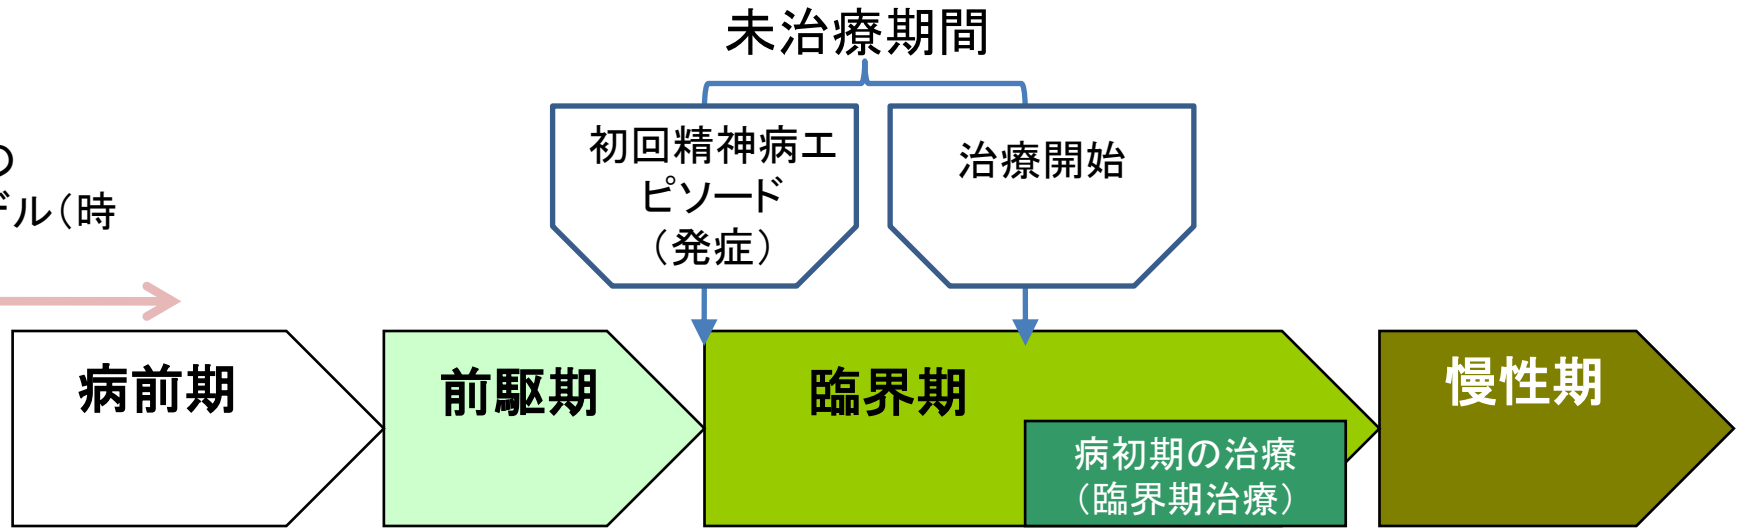 未治療期間
初回精神病エ
ピソード
（発症）
治療開始
の
デル（時
病前期
前駆期
臨界期
慢性期
病初期の治療
（臨界期治療）